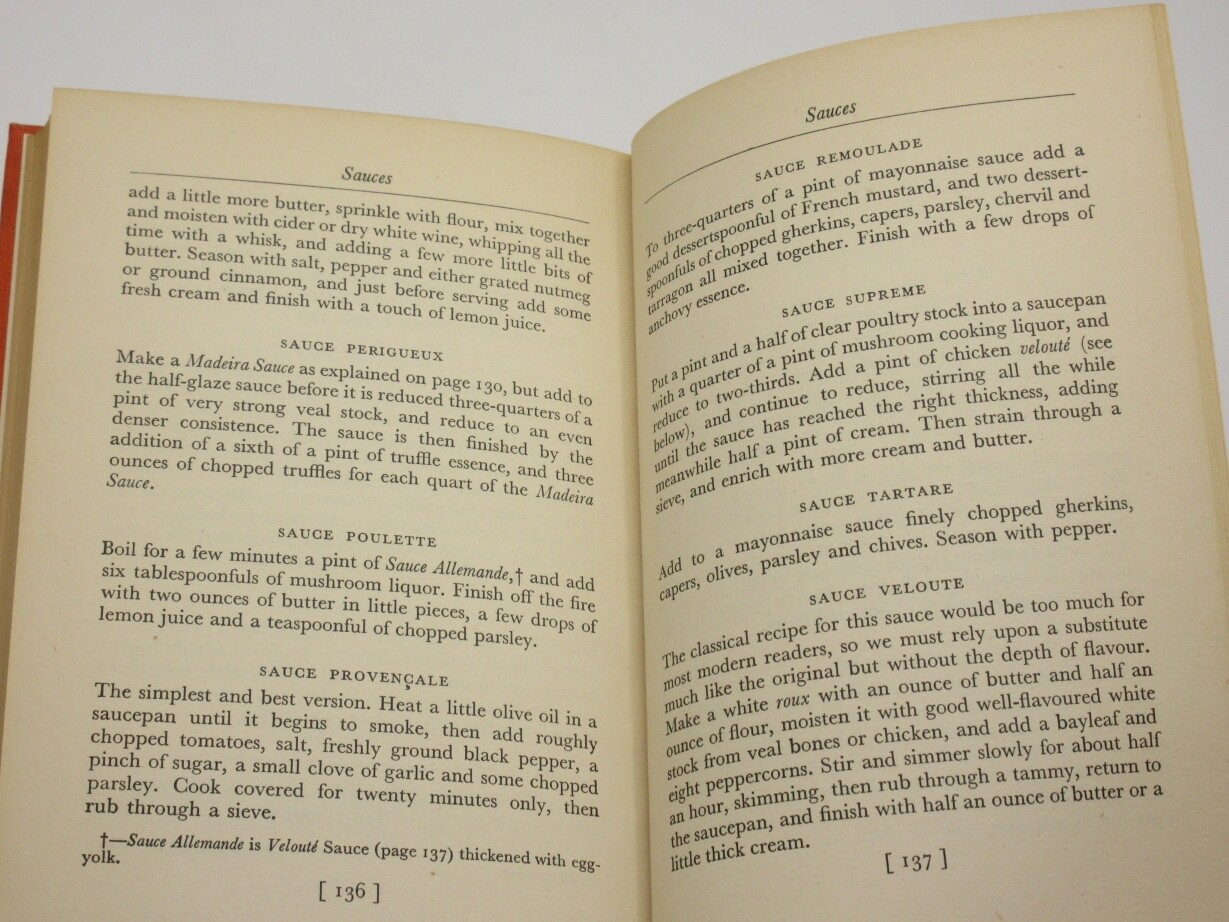 Sauces
add a little more butter, sprinkle with flour, mix together
and moisten with cider or dry white wine, whipping all the
time with a whisk, and adding a few more little bits of
butter. Season with salt, pepper and either grated nutmeg
or ground cinnamon, and just before serving add some
fresh cream and finish with a touch of lemon juice.
SAUCE PERIGUEUX
Make a Madeira Sauce as explained on page 130, but add to
the half-glaze sauce before it is reduced three-quarters of a
pint of very strong veal stock, and reduce to an even
denser consistence. The sauce is then finished by the
addition of a sixth of a pint of truffle essence, and three
ounces of chopped truffles for each quart of the Madeira
Sauce.
SAUCE POULETTE
Boil for a few minutes a pint of Sauce Allemande,† and add
six tablespoonfuls of mushroom liquor. Finish off the fire
with two ounces of butter in little pieces, a few drops of
lemon juice and a teaspoonful of chopped parsley.
SAUCE PROVENÇALE
The simplest and best version. Heat a little olive oil in a
saucepan until it begins to smoke, then add roughly
chopped tomatoes, salt, freshly ground black pepper, a
pinch of sugar, a small clove of garlic and some chopped
parsley. Cook covered for twenty minutes only, then
rub through a sieve.
†—Sauce Allemande is Velouté Sauce (page 137) thickened with egg-
yolk.
[ 136 ]
Sauces
SAUCE REMOULADE
To three-quarters of a pint of mayonnaise sauce add a
good dessertspoonful of French mustard, and two dessert-
spoonfuls of chopped gherkins, capers, parsley, chervil and
tarragon all mixed together. Finish with a few drops of
anchovy essence.
SAUCE SUPREME
Put a pint and a half of clear poultry stock into a saucepan
with a quarter of a pint of mushroom cooking liquor, and
reduce to two-thirds. Add a pint of chicken velouté (see
below), and continue to reduce, stirring all the while
until the sauce has reached the right thickness, adding
meanwhile half a pint of cream. Then strain through a
sieve, and enrich with more cream and butter.
SAUCE TARTARE
Add to a mayonnaise sauce finely chopped gherkins,
capers, olives, parsley and chives. Season with pepper.
SAUCE VELOUTE
The classical recipe for this sauce would be too much for
most modern readers, so we must rely upon a substitute
much like the original but without the depth of flavour.
Make a white roux with an ounce of butter and half an
ounce of flour, moisten it with good well-flavoured white
stock from veal bones or chicken, and add a bayleaf and
eight peppercorns. Stir and simmer slowly for about half
an hour, skimming, then rub through a tammy, return to
the saucepan, and finish with half an ounce of butter or a
little thick cream.
[ 137 ]